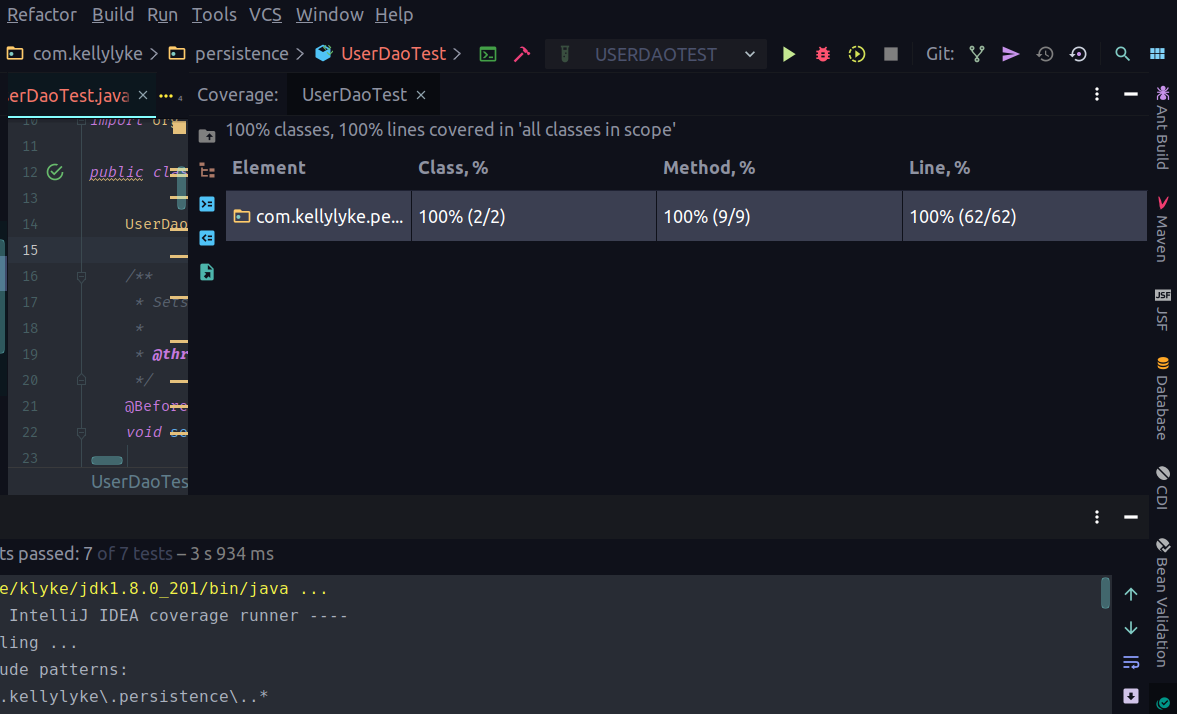 Refactor Build Run Tools VCS Window Help
com.kellylyke > persistence > UserDaoTest > USERDAOTEST Git:
erDaoTest.java × ... 4 Coverage: UserDaoTest ×
100% classes, 100% lines covered in 'all classes in scope'
Element Class, % Method, % Line, %
com.kellylyke.pe... 100% (2/2) 100% (9/9) 100% (62/62)
10 import org
11
12 public clas
13
14 UserDao
15
16 /**
17 * Sets
18 *
19 * @thr
20 */
21 @Before
22 void se
23
UserDaoTes
Ant Build
Maven
JSF
JSF
Database
CDI
Bean Validation
ts passed: 7 of 7 tests – 3 s 934 ms
e/klyke/jdk1.8.0_201/bin/java ...
IntelliJ IDEA coverage runner ----
ling ...
ude patterns:
.kellylyke\.persistence\..*